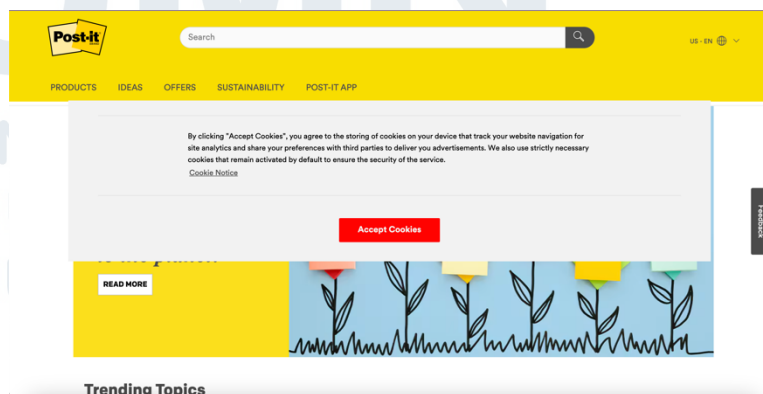 Post-it
Search
US - EN
PRODUCTS IDEAS OFFERS SUSTAINABILITY POST-IT APP
By clicking "Accept Cookies", you agree to the storing of cookies on your device that track your website navigation for
site analytics and share your preferences with third parties to deliver you advertisements. We also use strictly necessary
cookies that remain activated by default to ensure the security of the service.
Cookie Notice
Accept Cookies
Feedback
READ MORE
Trending Topics